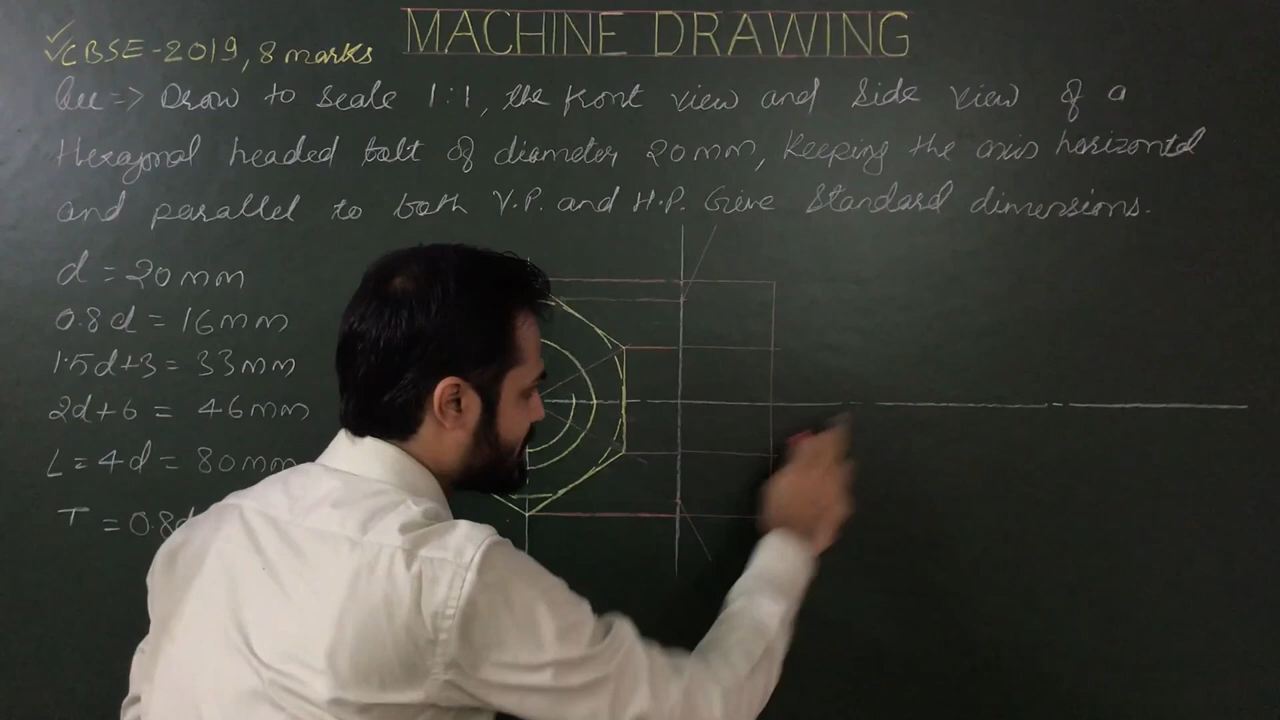 MACHINE DRAWING
CBSE-2019, 8 marks
Que => Draw to scale 1:1, the front view and side view of a
Hexagonal headed bolt of diameter 20mm, Keeping the axis horizontal
and parallel to both V.P. and H.P. Give Standard dimensions.
d = 20mm
0.8d = 16mm
1.5d+3 = 33mm
2d+6 = 46mm
L = 4d = 80mm
T = 0.8d